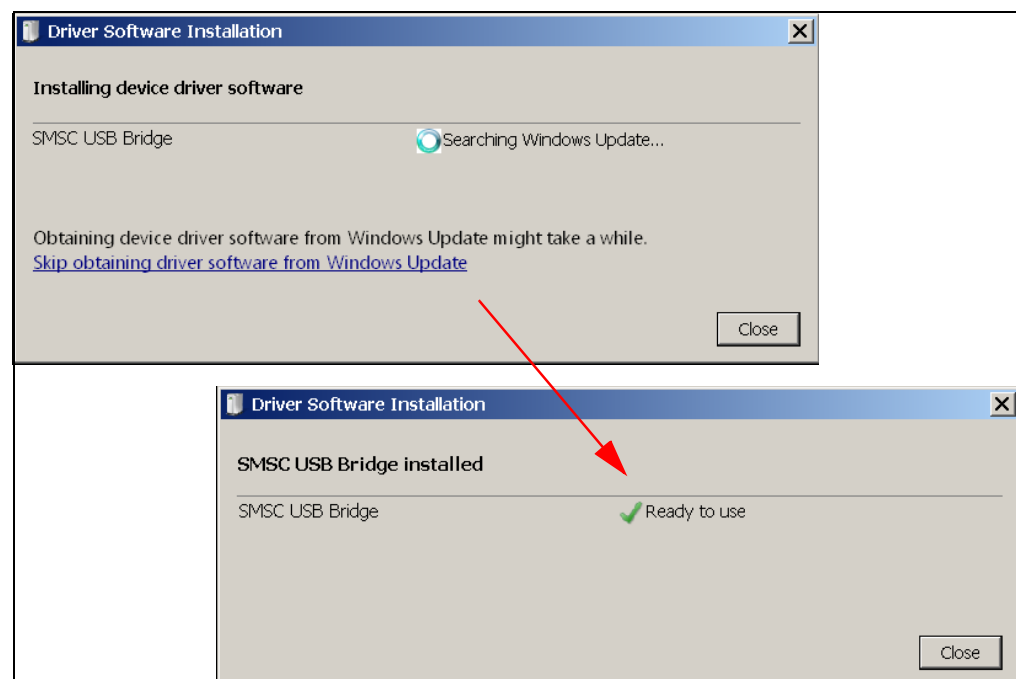 Driver Software Installation
Installing device driver software
SMSC USB Bridge Searching Windows Update...
Obtaining device driver software from Windows Update might take a while.
Skip obtaining driver software from Windows Update
Close
Driver Software Installation
SMSC USB Bridge installed
SMSC USB Bridge Ready to use
Close